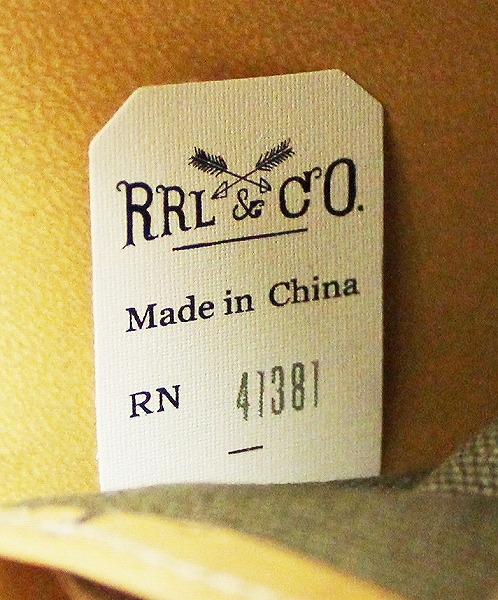 RRL & CO.
Made in China
RN 41381